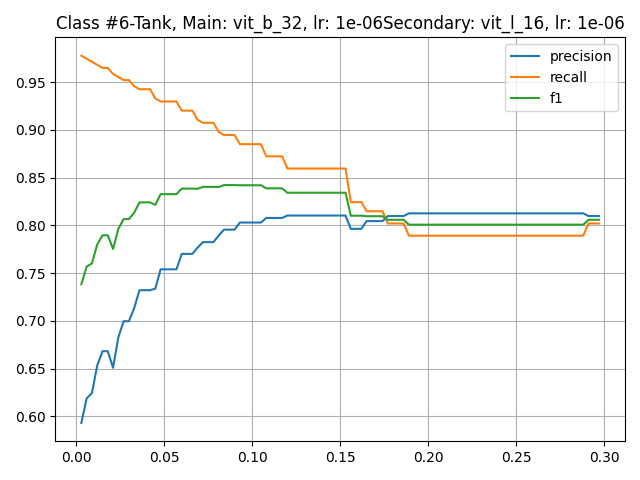 Class #6-Tank, Main: vit_b_32, lr: 1e-06Secondary: vit_l_16, lr: 1e-06
precision
recall
f1
0.95
0.90
0.85
0.80
0.75
0.70
0.65
0.60
0.00 0.05 0.10 0.15 0.20 0.25 0.30